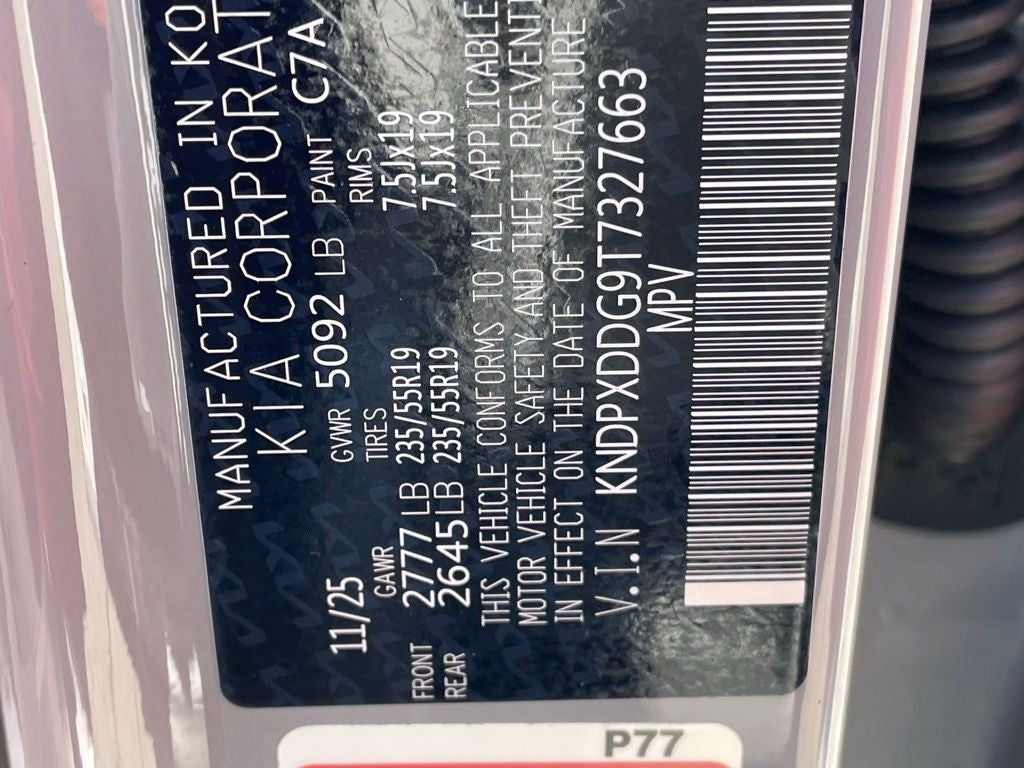 MANUFACTURED IN KO
KIA CORPORAT
11/25 GVWR 5092 LB PAINT C7A
GAWR TIRES RIMS
FRONT 2777 LB 235/55R19 7.5Jx19
REAR 2645LB 235/55R19 7.5Jx19
THIS VEHICLE CONFORMS TO ALL APPLICABLE
MOTOR VEHICLE SAFETY AND THEFT PREVENTI
IN EFFECT ON THE DATE OF MANUFACTURE
V.I.N KNDPXDDG9T7327663
MPV
P77